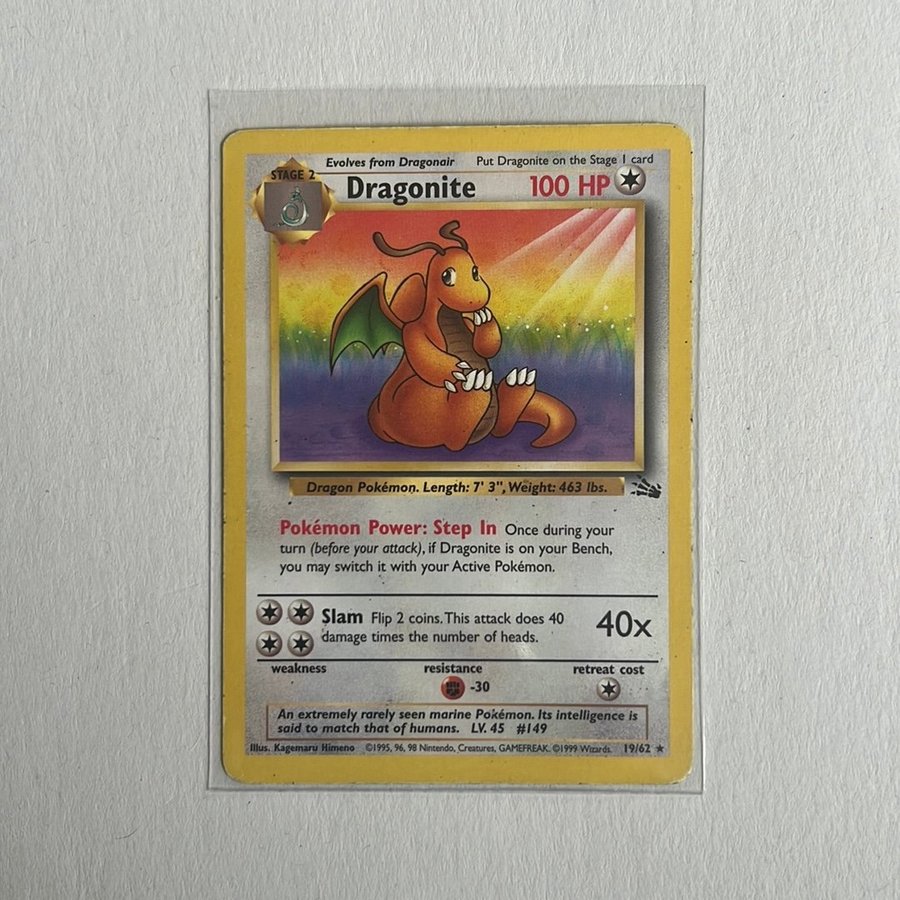 Evolves from Dragonair Put Dragonite on the Stage 1 card
STAGE 2
Dragonite 100 HP
Dragon Pokémon. Length: 7' 3", Weight: 463 lbs.
Pokémon Power: Step In Once during your
turn (before your attack), if Dragonite is on your Bench,
you may switch it with your Active Pokémon.
Slam Flip 2 coins. This attack does 40
damage times the number of heads.
40x
weakness resistance retreat cost
-30
An extremely rarely seen marine Pokémon. Its intelligence is
said to match that of humans. LV. 45 #149
Illus. Kagemaru Himeno ©1995, 96, 98 Nintendo, Creatures, GAMEFREAK. ©1999 Wizards. 19/62 ★